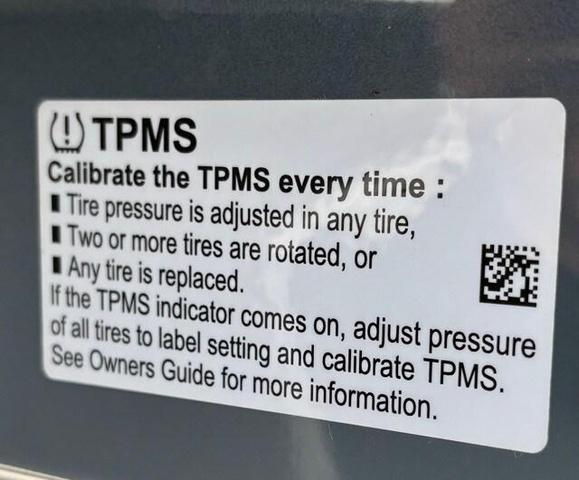 TPMS
Calibrate the TPMS every time :
▮ Tire pressure is adjusted in any tire,
▮ Two or more tires are rotated, or
▮ Any tire is replaced.
If the TPMS indicator comes on, adjust pressure
of all tires to label setting and calibrate TPMS.
See Owners Guide for more information.